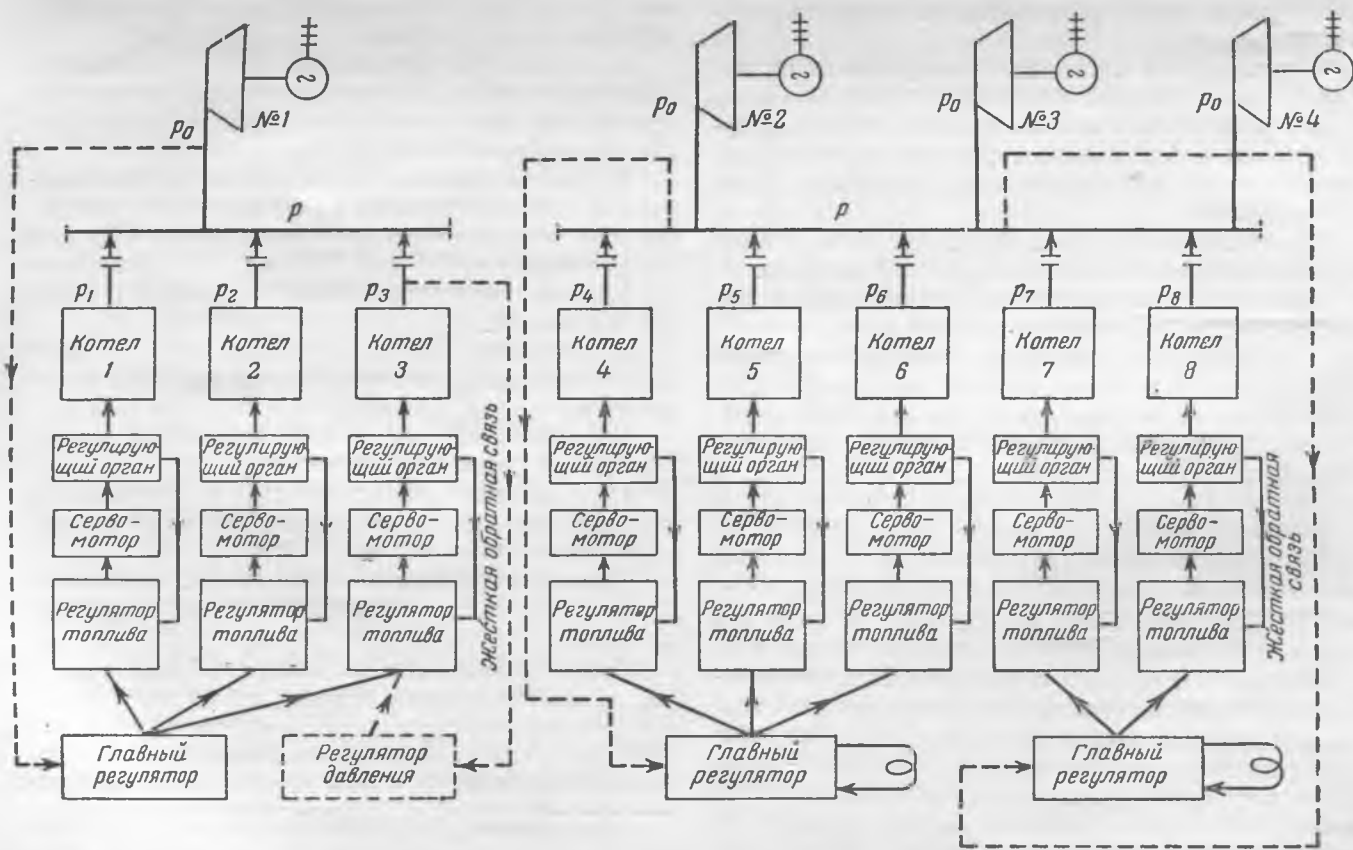 №1
№2
№3
№4
p₀
p₀
p₀
p₀
p
p
p₁
p₂
p₃
p₄
p₅
p₆
p₇
p₈
Котел
1
Котел
2
Котел
3
Котел
4
Котел
5
Котел
6
Котел
7
Котел
8
Регулирую-
щий орган
Регулирую-
щий орган
Регулирую-
щий орган
Регулирую-
щий орган
Регулирую-
щий орган
Регулирую-
щий орган
Регулирую-
щий орган
Регулирую-
щий орган
Серво-
мотор
Серво-
мотор
Серво-
мотор
Серво-
мотор
Серво-
мотор
Серво-
мотор
Серво-
мотор
Серво-
мотор
Регулятор
топлива
Регулятор
топлива
Регулятор
топлива
Регулятор
топлива
Регулятор
топлива
Регулятор
топлива
Регулятор
топлива
Регулятор
топлива
Жесткая обратная связь
Жесткая обратная
связь
Главный
регулятор
Регулятор
давления
Главный
регулятор
Главный
регулятор